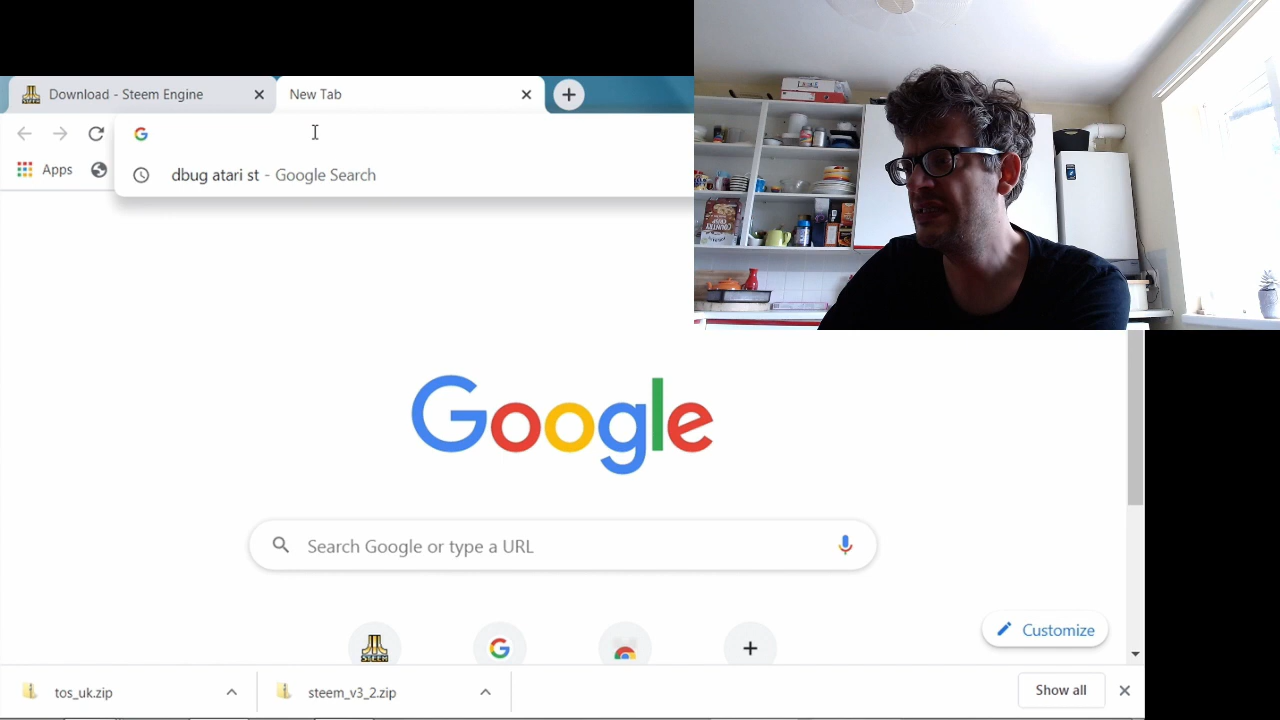 Download - Steem Engine
New Tab
Apps
dbug atari st - Google Search
Google
Search Google or type a URL
STEEM
Customize
tos_uk.zip
steem_v3_2.zip
Show all